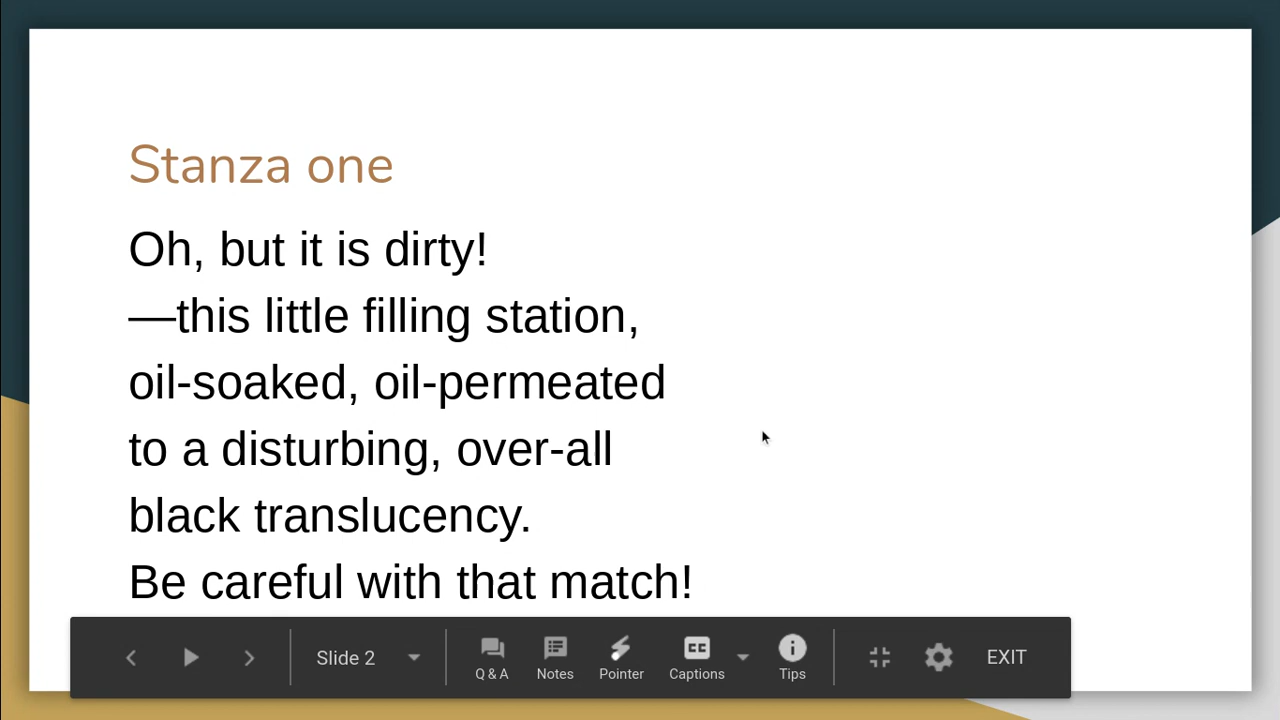 Stanza one
Oh, but it is dirty!
—this little filling station,
oil-soaked, oil-permeated
to a disturbing, over-all
black translucency.
Be careful with that match!
Slide 2
Q & A
Notes
Pointer
CC
Captions
Tips
EXIT